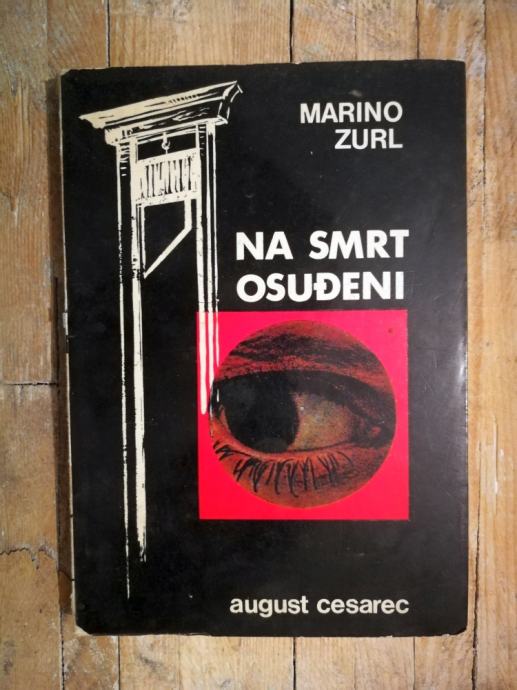 MARINO
ZURL
NA SMRT
OSUĐENI
august cesarec